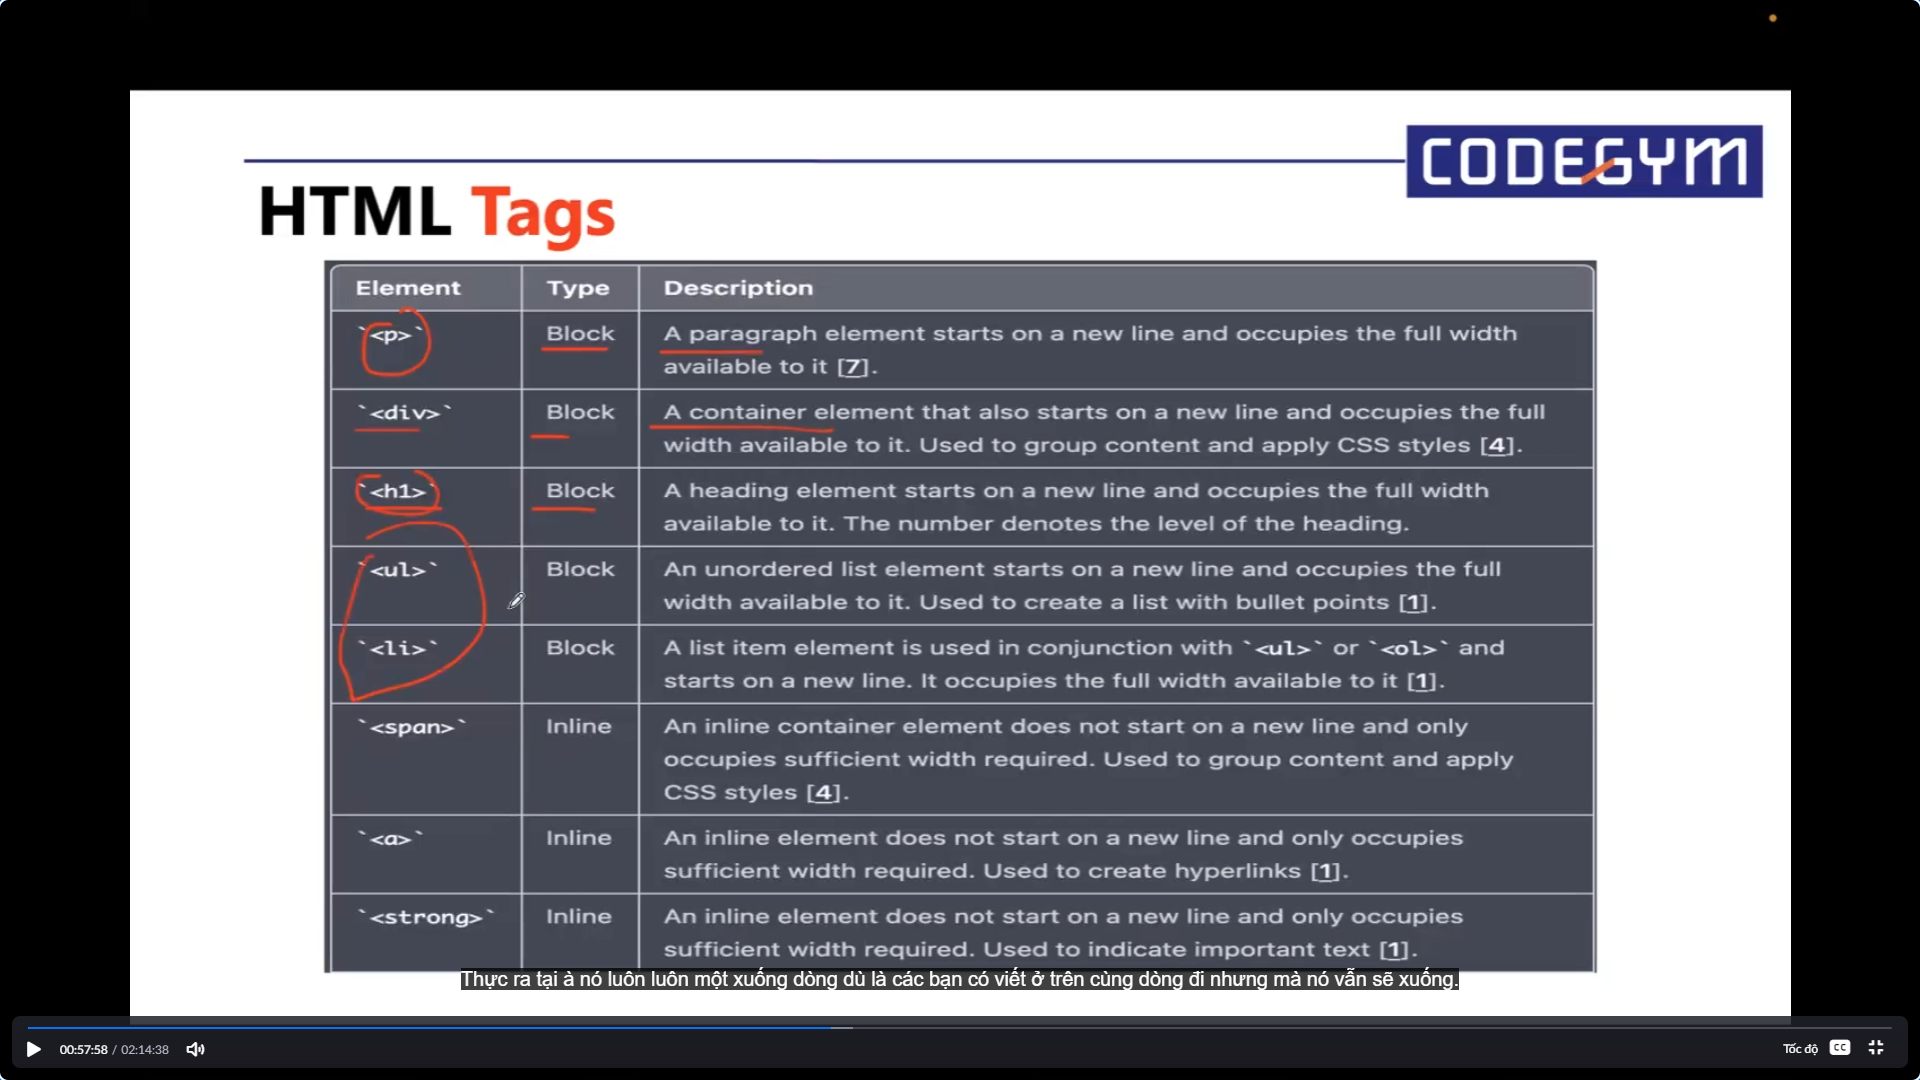 CODEGYM
HTML Tags
Element Type Description
`<p>` Block A paragraph element starts on a new line and occupies the full width
available to it [7].
`<div>` Block A container element that also starts on a new line and occupies the full
width available to it. Used to group content and apply CSS styles [4].
`<h1>` Block A heading element starts on a new line and occupies the full width
available to it. The number denotes the level of the heading.
`<ul>` Block An unordered list element starts on a new line and occupies the full
width available to it. Used to create a list with bullet points [1].
`<li>` Block A list item element is used in conjunction with `<ul>` or `<ol>` and
starts on a new line. It occupies the full width available to it [1].
`<span>` Inline An inline container element does not start on a new line and only
occupies sufficient width required. Used to group content and apply
CSS styles [4].
`<a>` Inline An inline element does not start on a new line and only occupies
sufficient width required. Used to create hyperlinks [1].
`<strong>` Inline An inline element does not start on a new line and only occupies
sufficient width required. Used to indicate important text [1].
Thực ra tại à nó luôn luôn một xuống dòng dù là các bạn có viết ở trên cùng dòng đi nhưng mà nó vẫn sẽ xuống.
00:57:58 / 02:14:38 Tốc độ CC